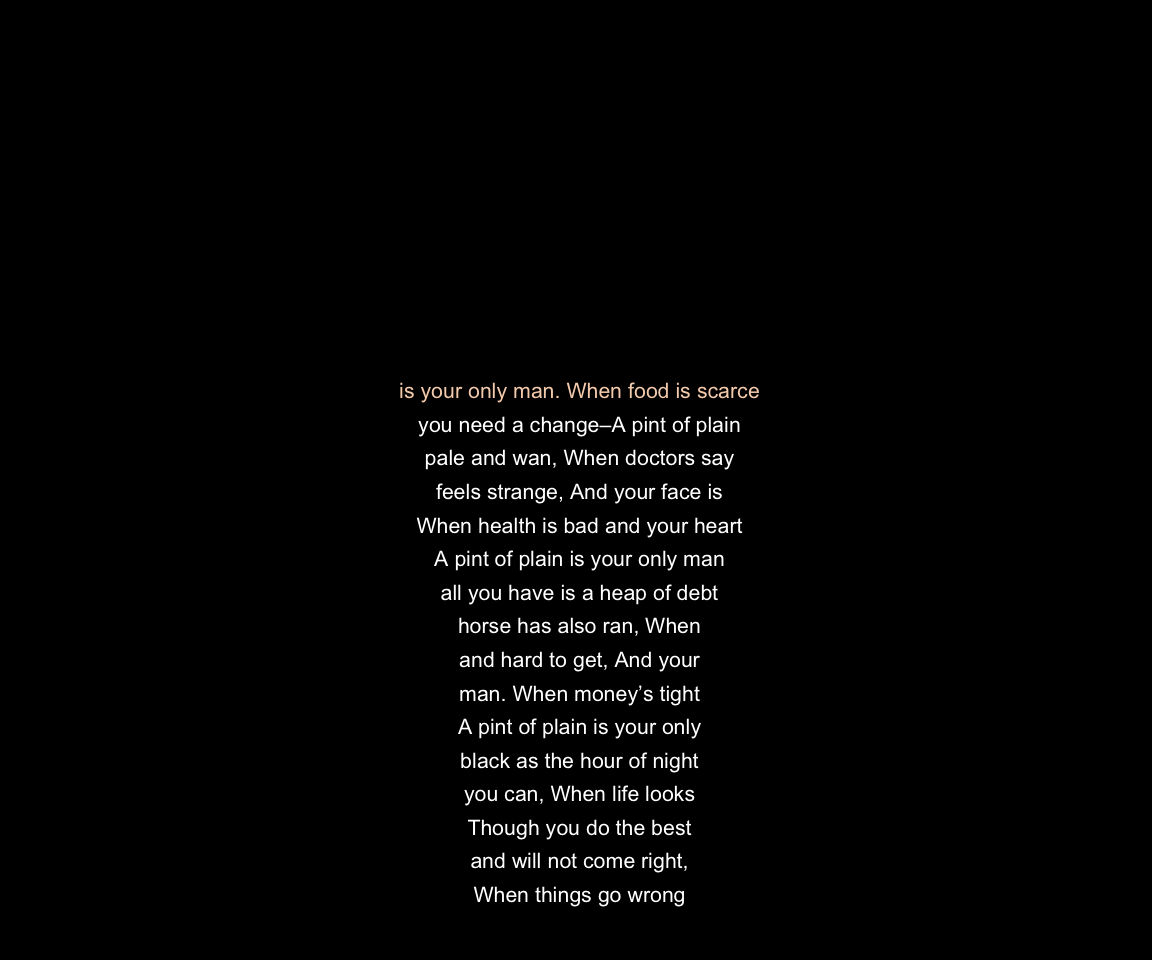 is your only man. When food is scarce
you need a change–A pint of plain
pale and wan, When doctors say
feels strange, And your face is
When health is bad and your heart
A pint of plain is your only man
all you have is a heap of debt
horse has also ran, When
and hard to get, And your
man. When money’s tight
A pint of plain is your only
black as the hour of night
you can, When life looks
Though you do the best
and will not come right,
When things go wrong